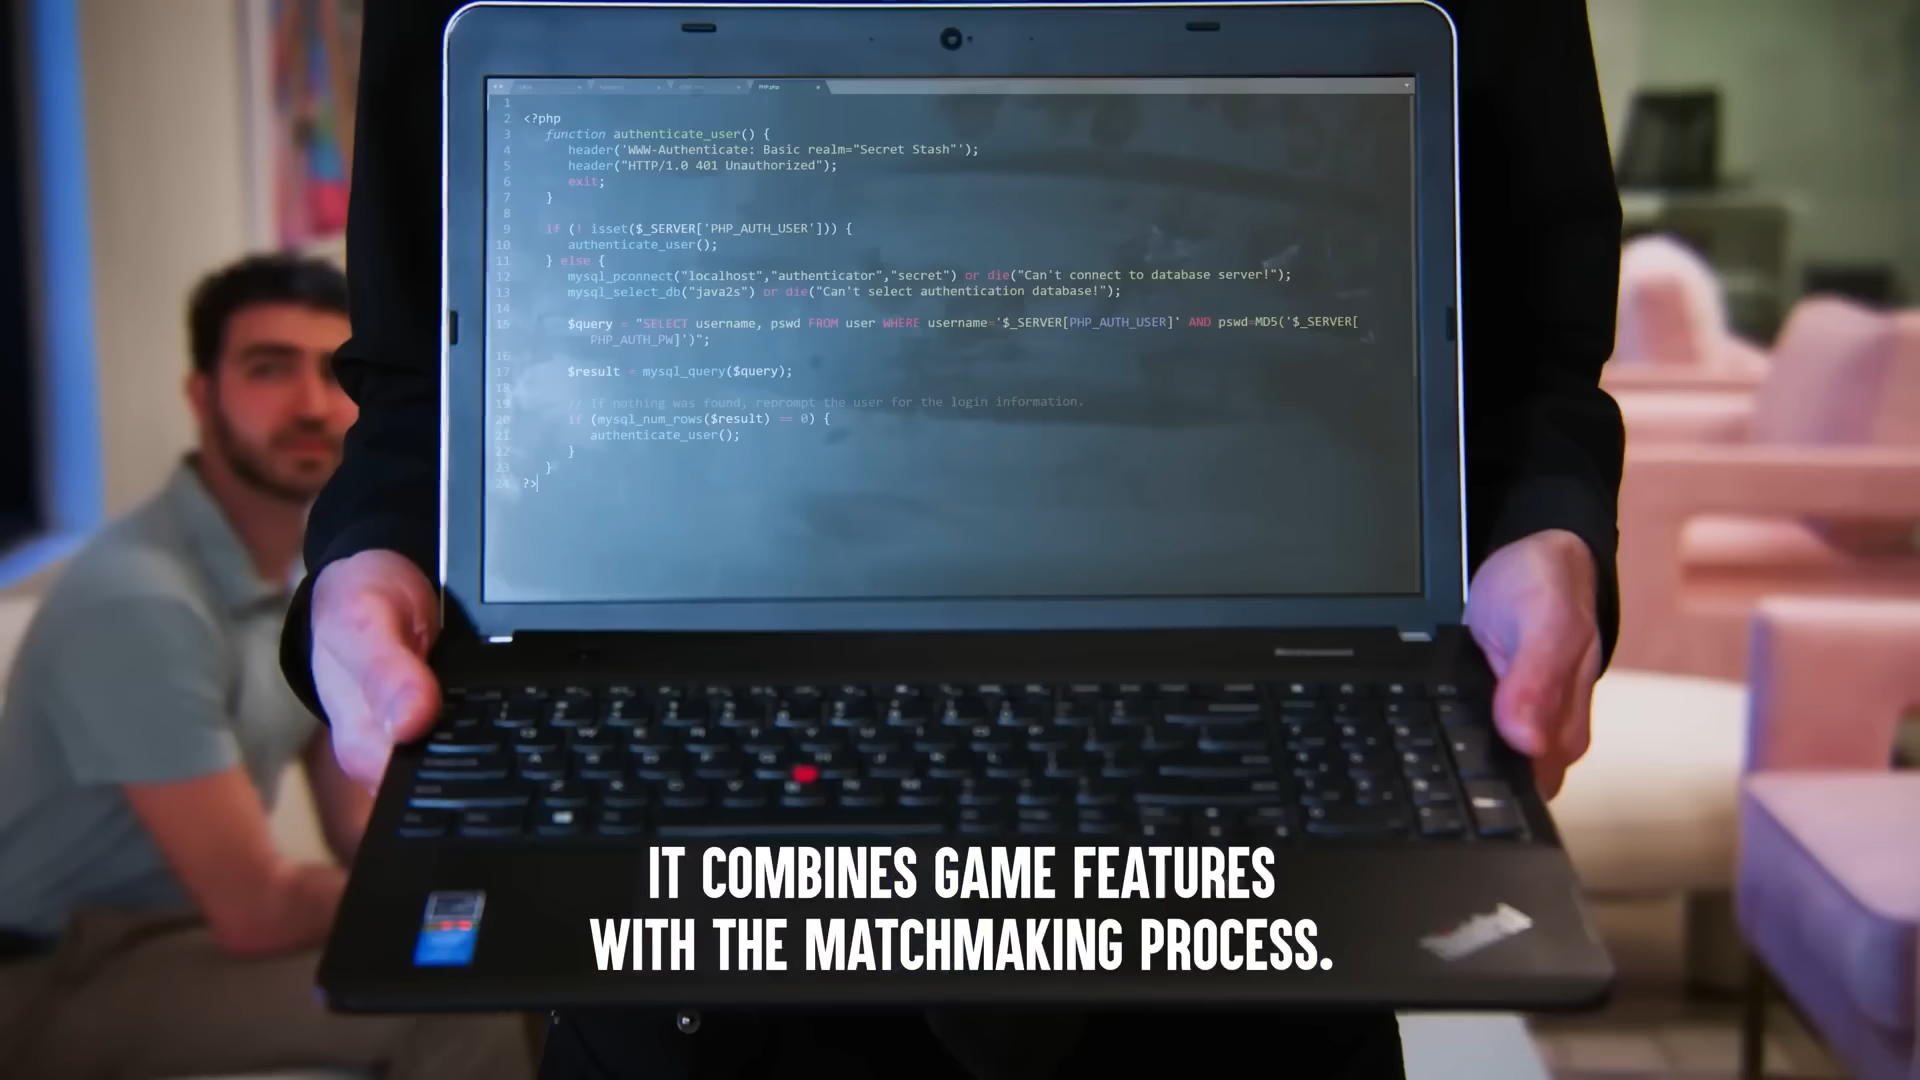 PHP.php
1
2 <?php
3 function authenticate_user() {
4 header('WWW-Authenticate: Basic realm="Secret Stash"');
5 header("HTTP/1.0 401 Unauthorized");
6 exit;
7 }
8
9 if (! isset($_SERVER['PHP_AUTH_USER'])) {
10 authenticate_user();
11 } else {
12 mysql_pconnect("localhost","authenticator","secret") or die("Can't connect to database server!");
13 mysql_select_db("java2s") or die("Can't select authentication database!");
14
15 $query = "SELECT username, pswd FROM user WHERE username='$_SERVER[PHP_AUTH_USER]' AND pswd=MD5('$_SERVER[
PHP_AUTH_PW]')";
16
17 $result = mysql_query($query);
18
19 // If nothing was found, reprompt the user for the login information.
20 if (mysql_num_rows($result) == 0) {
21 authenticate_user();
22 }
23 }
24 ?>
IT COMBINES GAME FEATURES
WITH THE MATCHMAKING PROCESS.